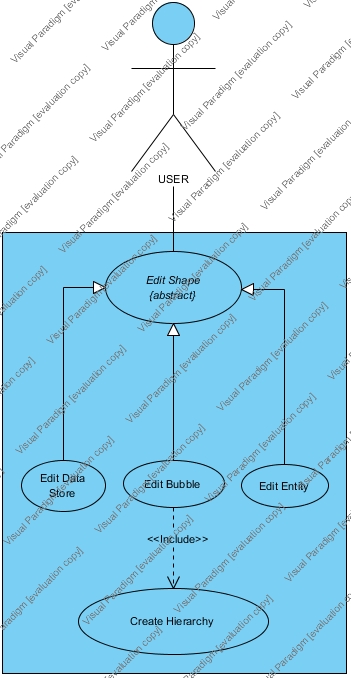 USER
Edit Shape
{abstract}
Edit Data
Store
Edit Bubble
Edit Entity
<<Include>>
Create Hierarchy
Visual Paradigm [evaluation copy]